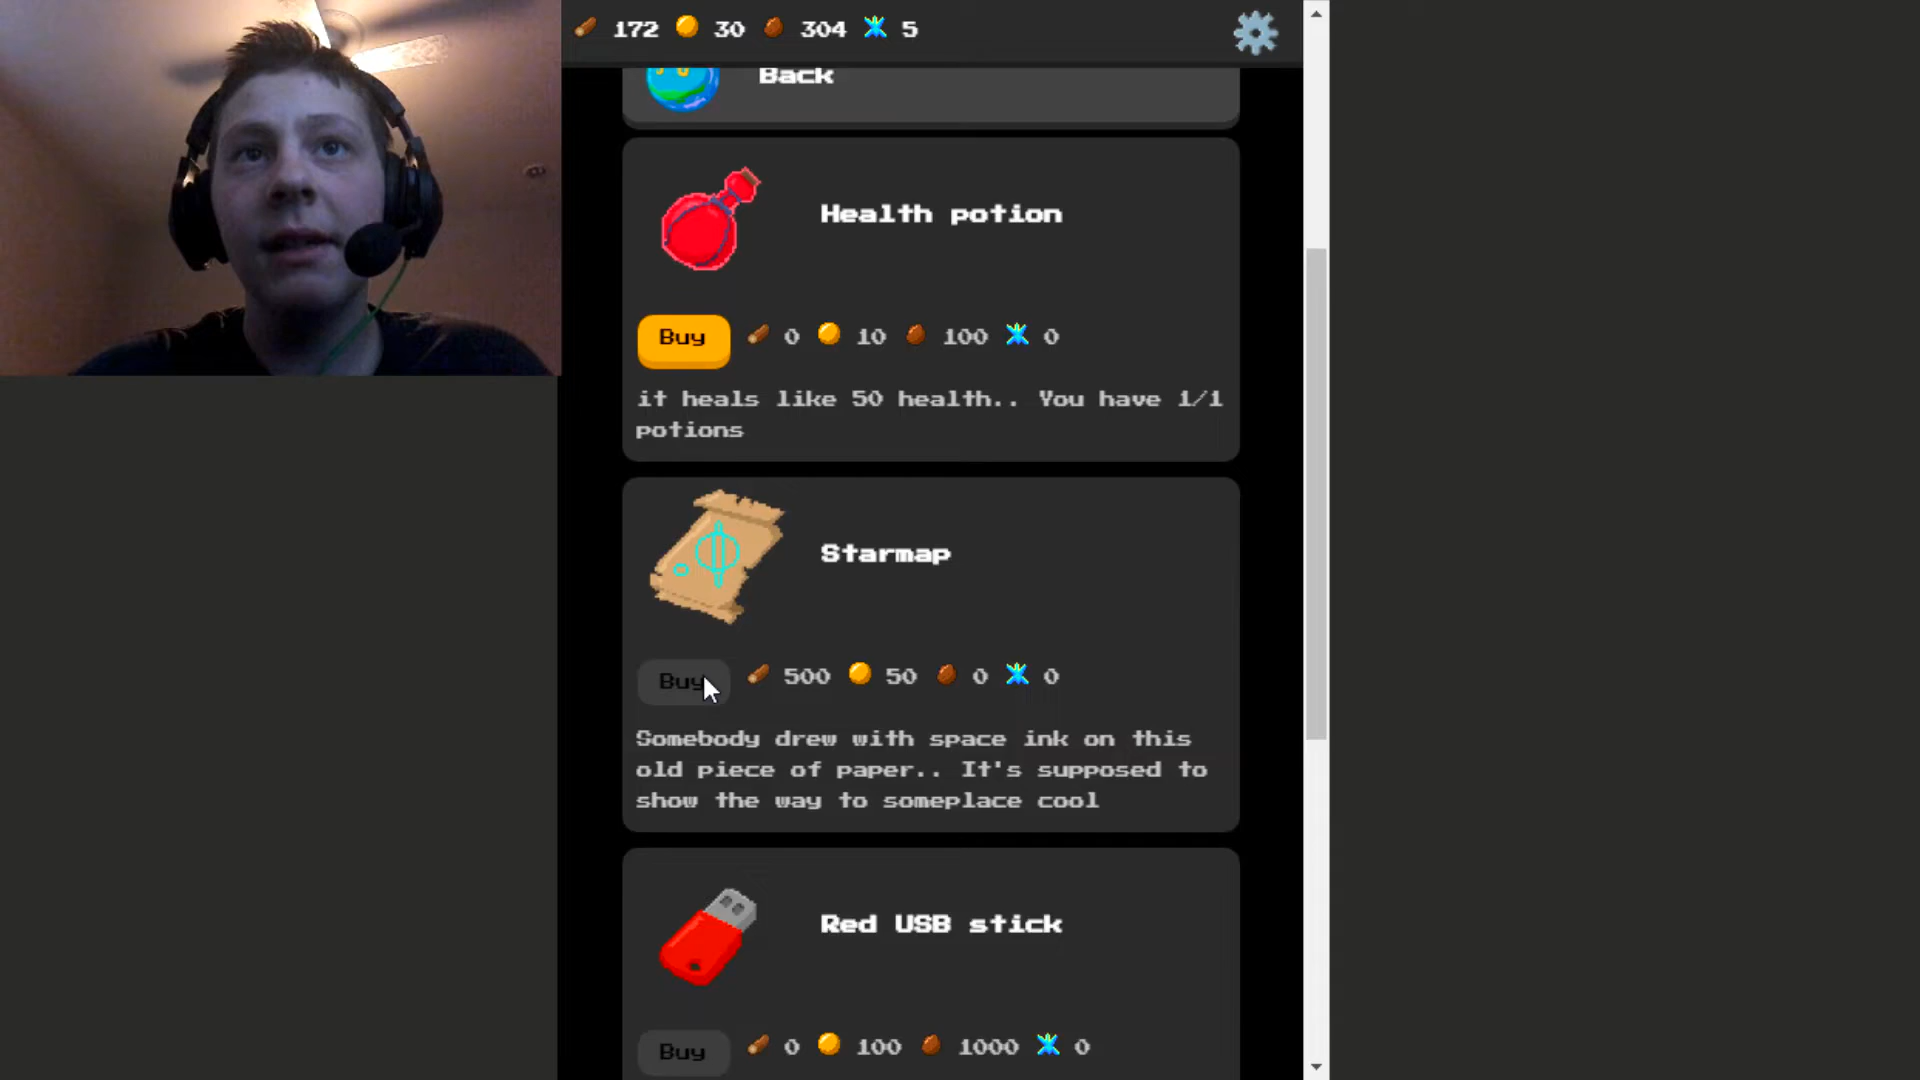 172 30 304 5
Back
Health potion
Buy 0 10 100 0
it heals like 50 health.. You have 1/1
potions
Starmap
Buy 500 50 0 0
Somebody drew with space ink on this
old piece of paper.. It's supposed to
show the way to someplace cool
Red USB stick
Buy 0 100 1000 0